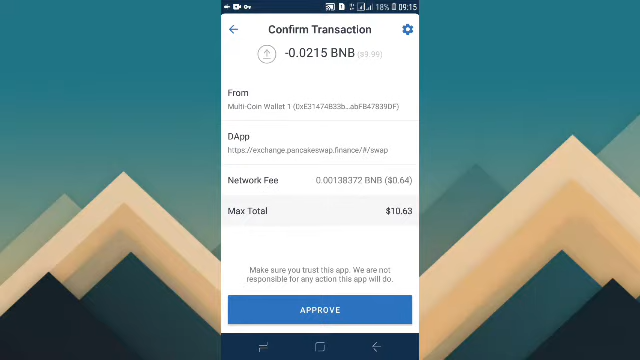 18% 09:15
Confirm Transaction
-0.0215 BNB ($9.99)
From
Multi-Coin Wallet 1 (0xE31474833b...abF847839DF)
DApp
https://exchange.pancakeswap.finance/#/swap
Network Fee 0.00138372 BNB ($0.64)
Max Total $10.63
Make sure you trust this app. We are not
responsible for any action this app will do.
APPROVE